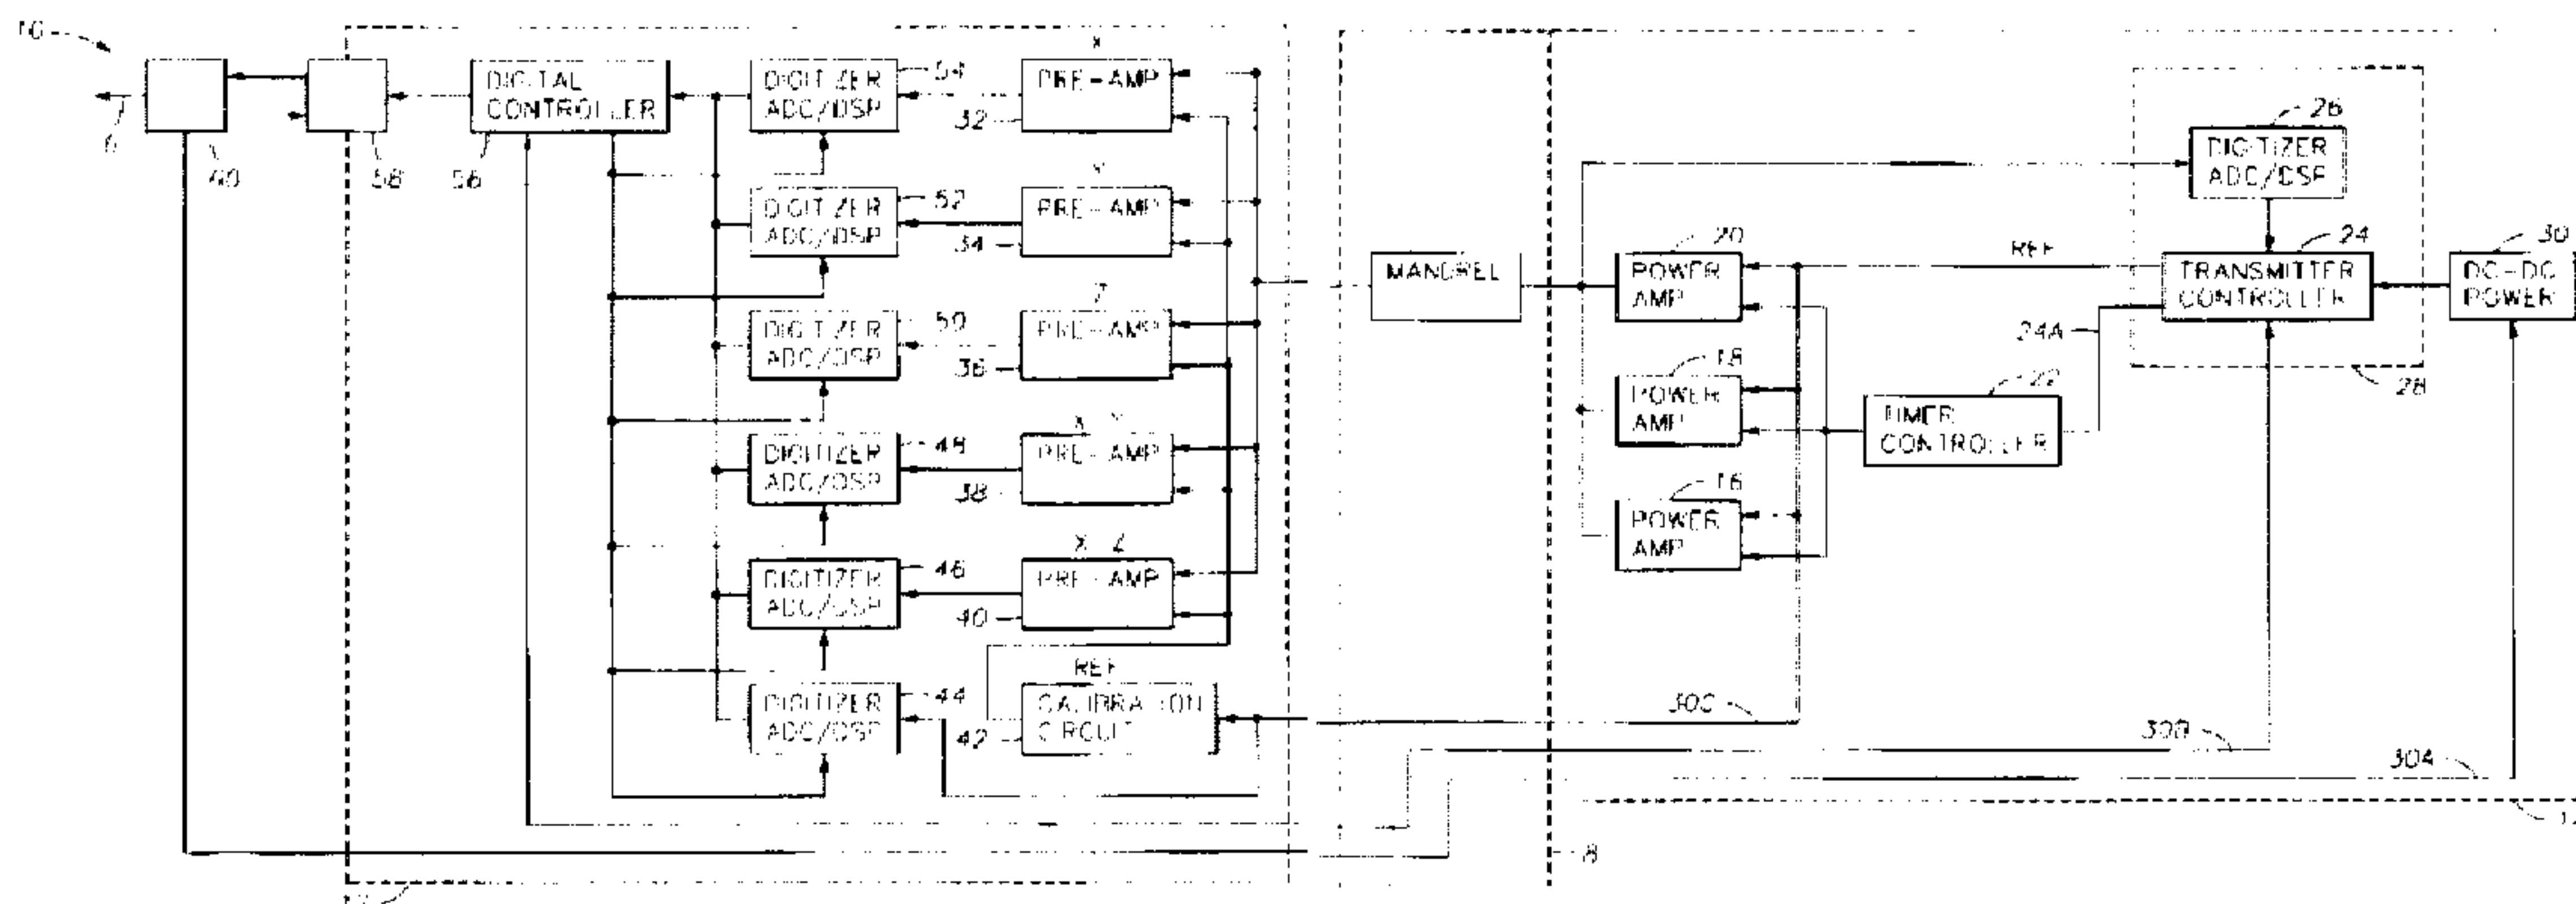 10
6
DIGITAL
CONTROLLER
58
56
X
DIGITIZER
ADC/DSP
54
PRE-AMP
32
Y
DIGITIZER
ADC/DSP
52
PRE-AMP
34
Z
DIGITIZER
ADC/DSP
50
PRE-AMP
36
X Y
DIGITIZER
ADC/DSP
48
PRE-AMP
38
X Z
DIGITIZER
ADC/DSP
46
PRE-AMP
40
REF
DIGITIZER
ADC/DSP
44
CALIBRATION
CIRCUIT
42
MANDREL
8
20
POWER
AMP
18
POWER
AMP
16
POWER
AMP
REF
26
DIGITIZER
ADC/DSP
24
TRANSMITTER
CONTROLLER
24A
28
22
TIMER
CONTROLLER
30
DC-DC
POWER
30C
30B
30A